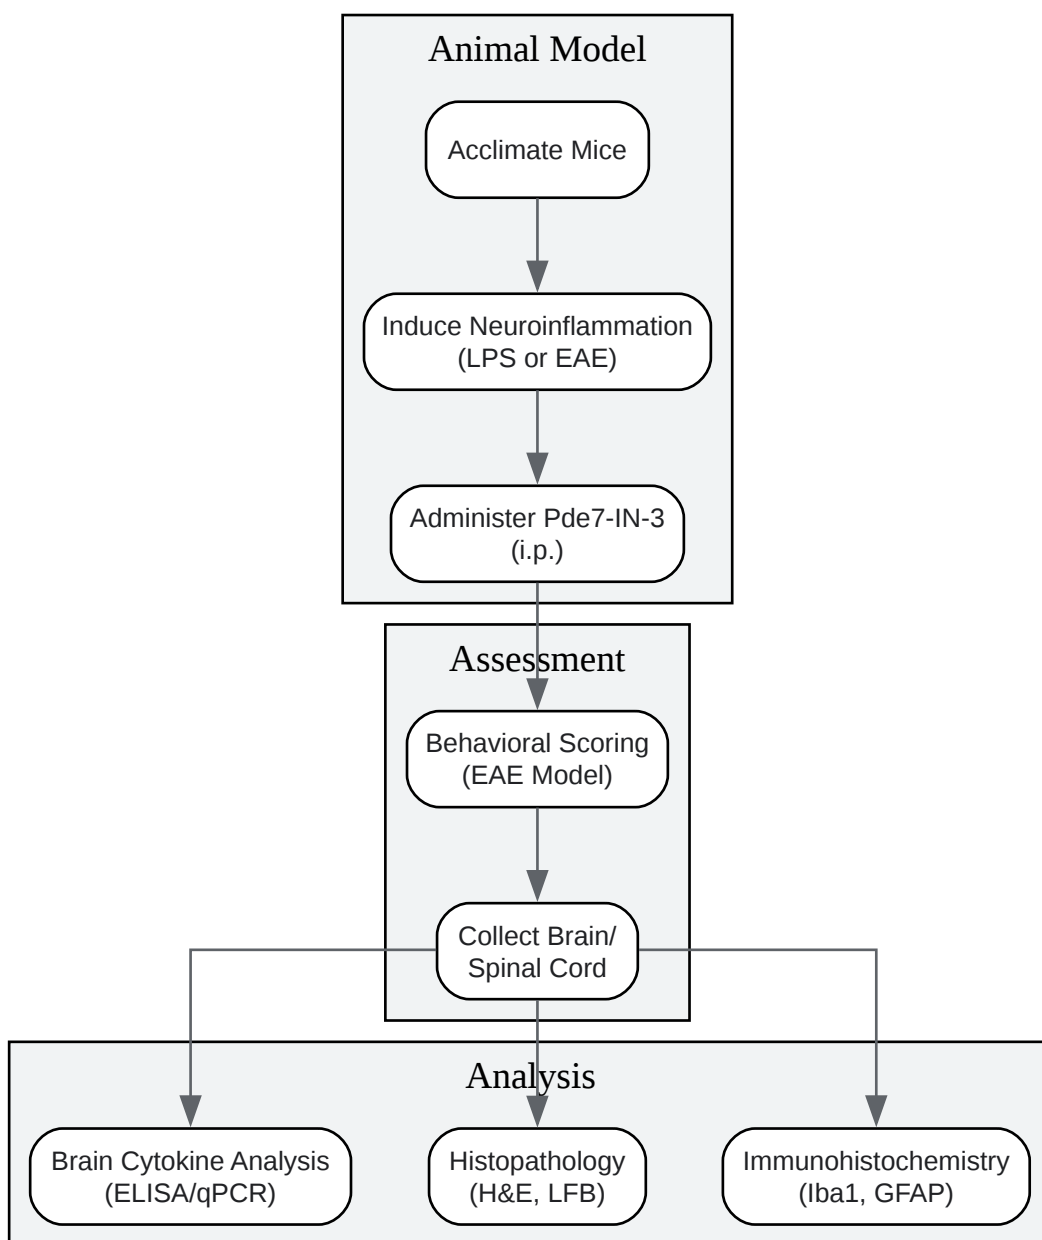 Animal Model
Acclimate Mice
Induce Neuroinflammation
(LPS or EAE)
Administer Pde7-IN-3
(i.p.)
Assessment
Behavioral Scoring
(EAE Model)
Collect Brain/
Spinal Cord
Analysis
Brain Cytokine Analysis
(ELISA/qPCR)
Histopathology
(H&E, LFB)
Immunohistochemistry
(Iba1, GFAP)